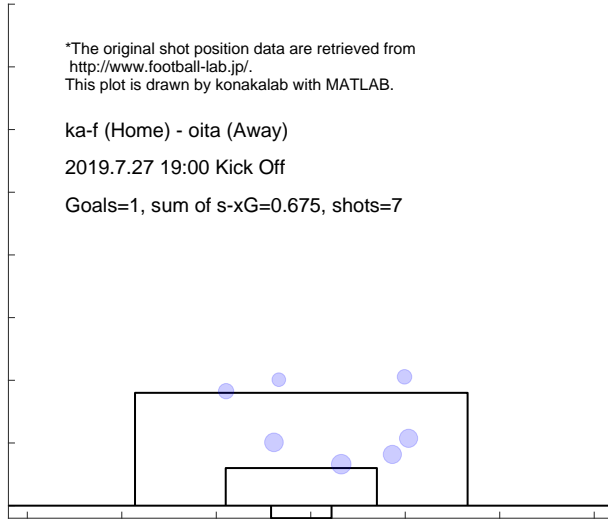 *The original shot position data are retrieved from
http://www.football-lab.jp/.
This plot is drawn by konakalab with MATLAB.
ka-f (Home) - oita (Away)
2019.7.27 19:00 Kick Off
Goals=1, sum of s-xG=0.675, shots=7